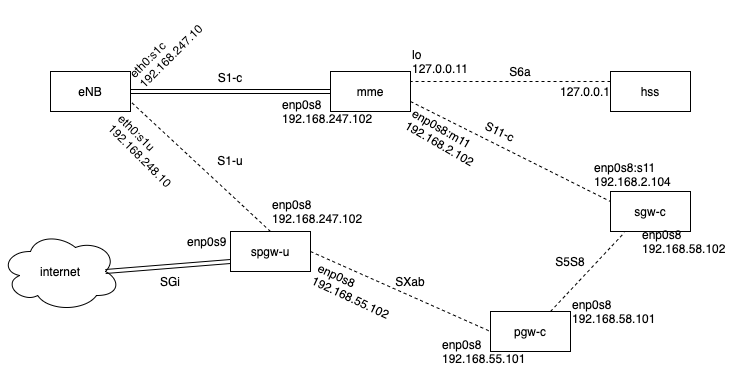 eth0:s1c
192.168.247.10
eNB
S1-c
enp0s8
192.168.247.102
mme
lo
127.0.0.11
S6a
127.0.0.1
hss
eth0:s1u
192.168.248.10
S1-u
enp0s8:m11
192.168.2.102
S11-c
enp0s8:s11
192.168.2.104
sgw-c
enp0s8
192.168.58.102
enp0s8
192.168.247.102
enp0s9
spgw-u
internet
SGi
enp0s8
192.168.55.102
SXab
S5S8
enp0s8
192.168.58.101
pgw-c
enp0s8
192.168.55.101